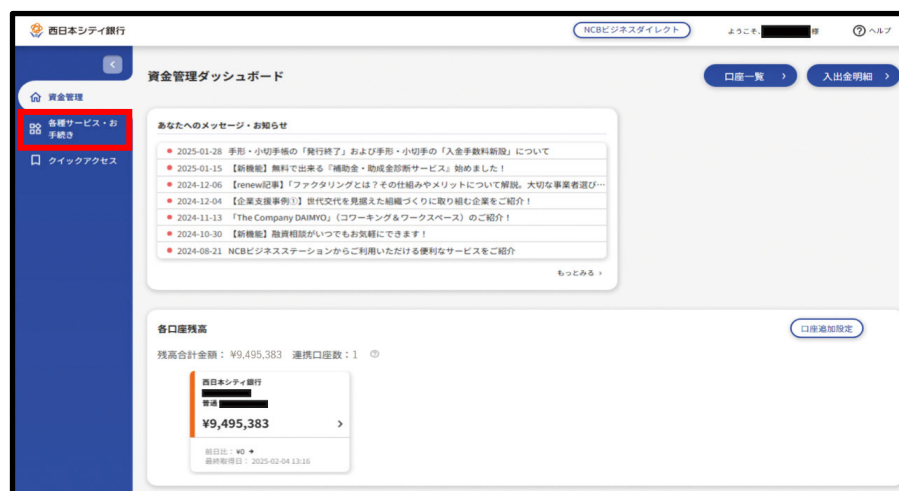 西日本シティ銀行
NCBビジネスダイレクト
ようこそ、
様
ヘルプ
資金管理
各種サービス・お
手続き
クイックアクセス
資金管理ダッシュボード
口座一覧
入出金明細
あなたへのメッセージ・お知らせ
2025-01-28 手形・小切手帳の「発行終了」および手形・小切手の「入金手数料新設」について
2025-01-15 【新機能】無料で出来る『補助金・助成金診断サービス』始めました！
2024-12-06 【renew記事】「ファクタリングとは？その仕組みやメリットについて解説。大切な事業者選び…
2024-12-04 【企業支援事例①】世代交代を見据えた組織づくりに取り組む企業をご紹介！
2024-11-13 「The Company DAIMYO」（コワーキング＆ワークスペース）のご紹介！
2024-10-30 【新機能】融資相談がいつでもお気軽にできます！
2024-08-21 NCBビジネスステーションからご利用いただける便利なサービスをご紹介
もっとみる
各口座残高
口座追加設定
残高合計金額： ¥9,495,383 連携口座数：1
西日本シティ銀行
普通
¥9,495,383
前日比：¥0
最終取得日： 2025-02-04 13:16